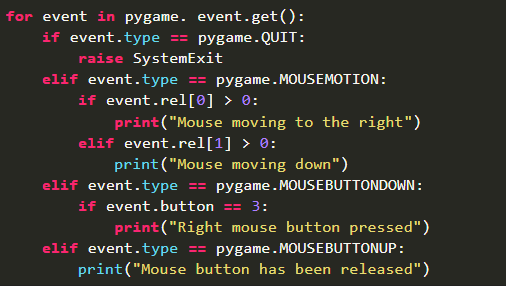 for event in pygame. event.get():
    if event.type == pygame.QUIT:
        raise SystemExit
    elif event.type == pygame.MOUSEMOTION:
        if event.rel[0] > 0:
            print("Mouse moving to the right")
        elif event.rel[1] > 0:
            print("Mouse moving down")
    elif event.type == pygame.MOUSEBUTTONDOWN:
        if event.button == 3:
            print("Right mouse button pressed")
    elif event.type == pygame.MOUSEBUTTONUP:
        print("Mouse button has been released")